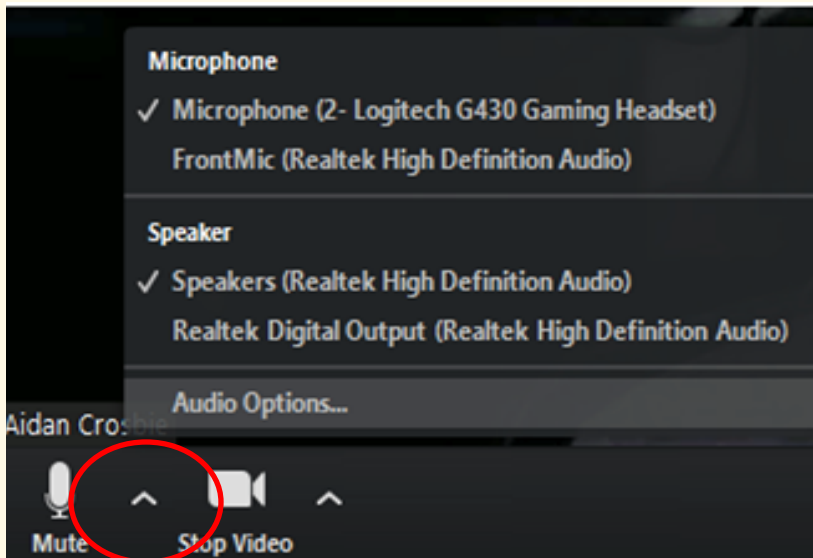 Microphone
Microphone (2- Logitech G430 Gaming Headset)
FrontMic (Realtek High Definition Audio)
Speaker
Speakers (Realtek High Definition Audio)
Realtek Digital Output (Realtek High Definition Audio)
Audio Options...
Aidan Crosbie
Mute Stop Video